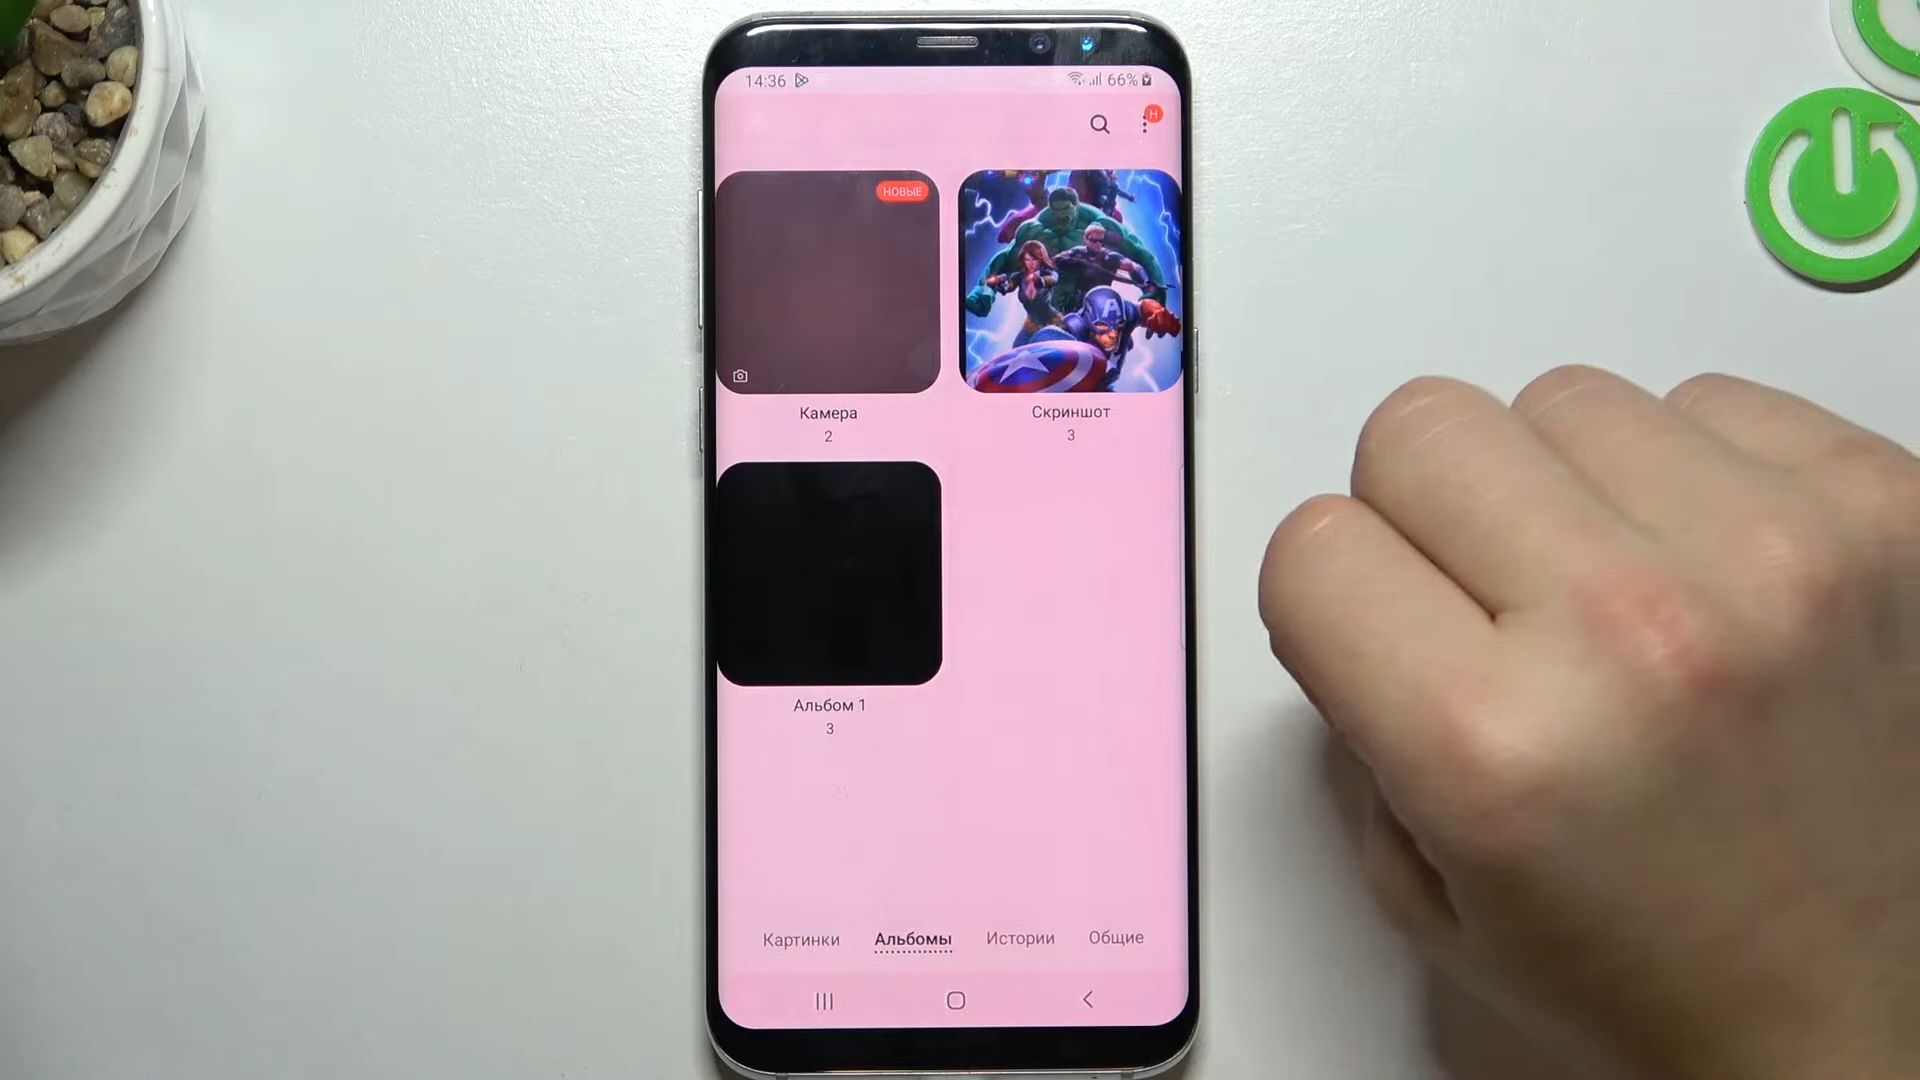 14:36 66%
Н
НОВЫЕ
A
Камера
Скриншот
2
3
Альбом 1
3
Картинки Альбомы Истории Общие